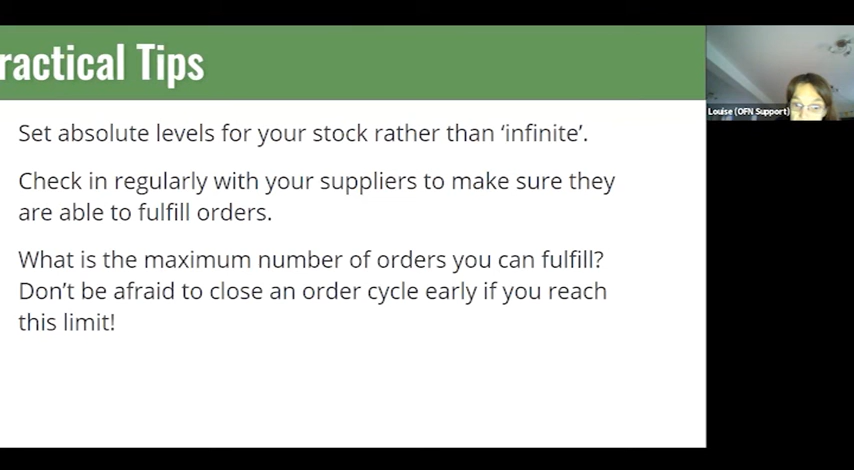 ractical Tips
Set absolute levels for your stock rather than ‘infinite’.
Check in regularly with your suppliers to make sure they
are able to fulfill orders.
What is the maximum number of orders you can fulfill?
Don’t be afraid to close an order cycle early if you reach
this limit!
Louise (OFN Support)